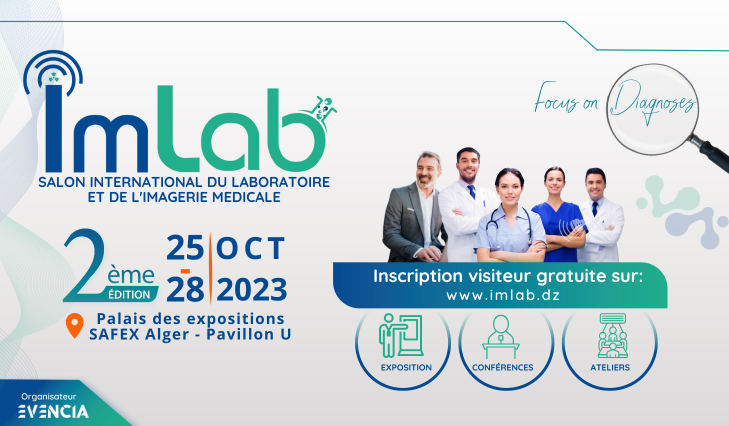 ImLab
SALON INTERNATIONAL DU LABORATOIRE
ET DE L'IMAGERIE MEDICALE
Focus on Diagnoses
2ème
ÉDITION
25 - 28
OCT
2023
Palais des expositions
SAFEX Alger - Pavillon U
Inscription visiteur gratuite sur:
www.imlab.dz
EXPOSITION
CONFÉRENCES
ATELIERS
Organisateur
EVENCIA